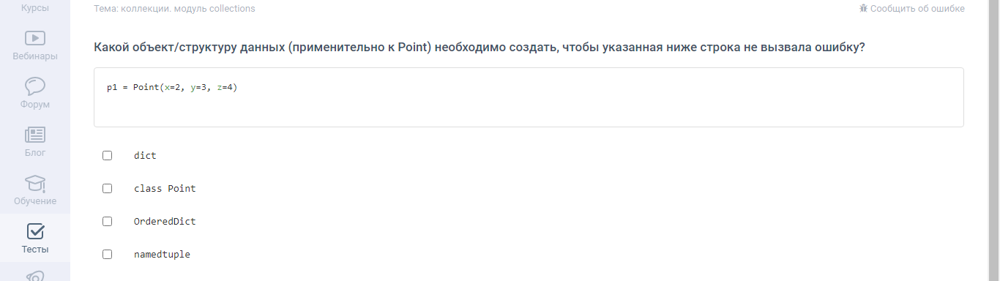 Курсы
Тема: коллекции. модуль collections
Сообщить об ошибке
Вебинары
Форум
Блог
Обучение
Тесты
Какой объект/структуру данных (применительно к Point) необходимо создать, чтобы указанная ниже строка не вызвала ошибку?
p1 = Point(x=2, y=3, z=4)
dict
class Point
OrderedDict
namedtuple